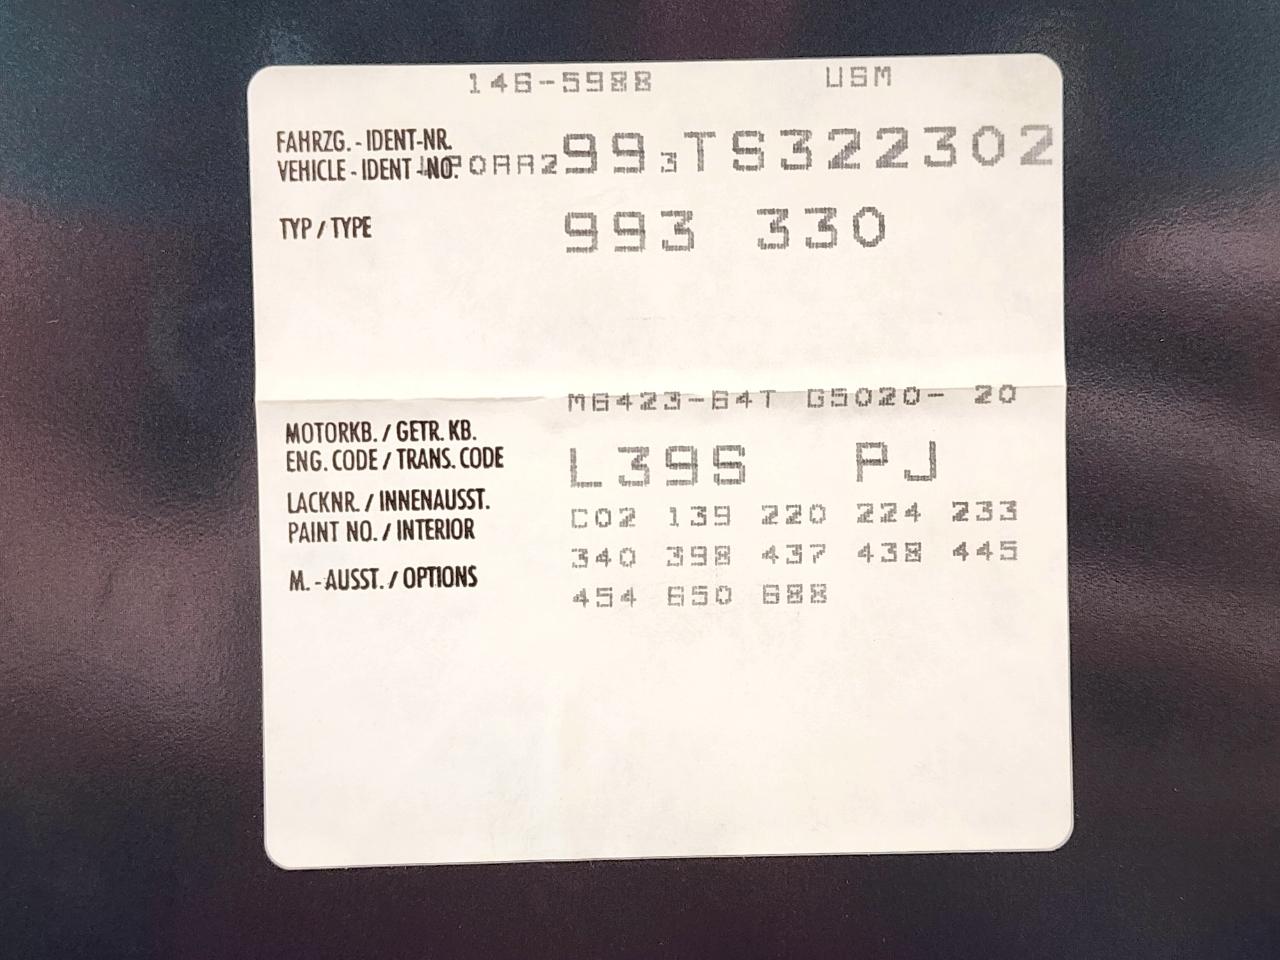 146-5988 USM
FAHRZG. - IDENT-NR.
VEHICLE - IDENT -NO. 0AA2993TS322302
TYP / TYPE 993 330
M6423-64T G5020- 20
MOTORKB. / GETR. KB.
ENG. CODE / TRANS. CODE
L39S PJ
LACKNR. / INNENAUSST.
PAINT NO. / INTERIOR
C02 139 220 224 233
340 398 437 438 445
M. - AUSST. / OPTIONS
454 650 688